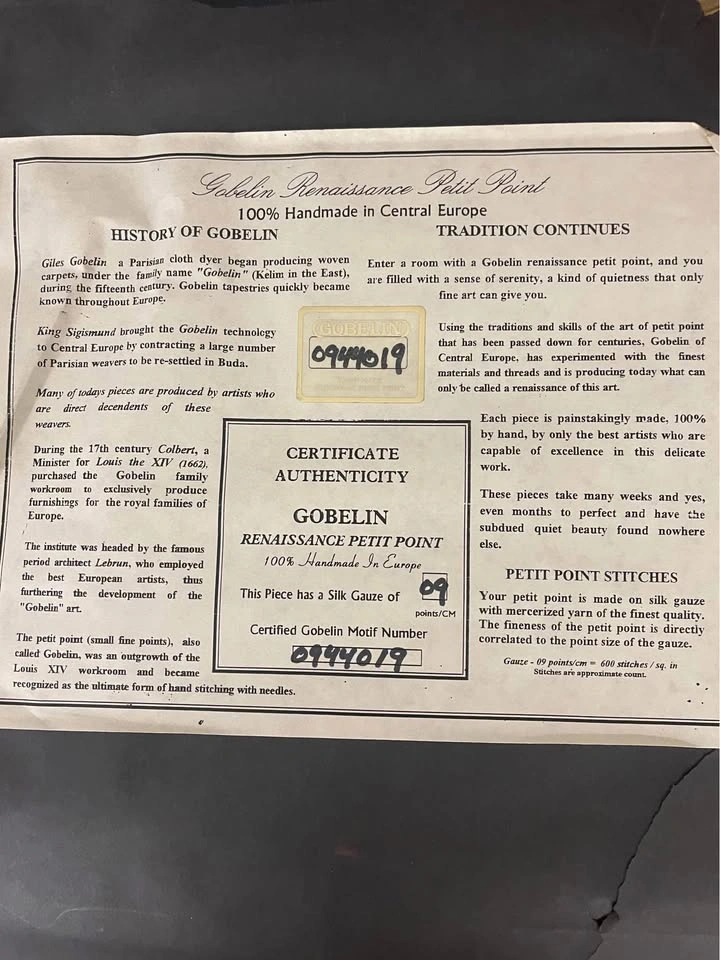 Gobelin Renaissance Petit Point
100% Handmade in Central Europe
HISTORY OF GOBELIN
Giles Gobelin a Parisian cloth dyer began producing woven
carpets, under the family name "Gobelin" (Kelim in the East),
during the fifteenth century. Gobelin tapestries quickly became
known throughout Europe.
King Sigismund brought the Gobelin technology
to Central Europe by contracting a large number
of Parisian weavers to be re-settled in Buda.
Many of todays pieces are produced by artists who
are direct decendents of these
weavers.
During the 17th century Colbert, a
Minister for Louis the XIV (1662),
purchased the Gobelin family
workroom to exclusively produce
furnishings for the royal families of
Europe.
The institute was headed by the famous
period architect Lebrun, who employed
the best European artists, thus
furthering the development of the
"Gobelin" art.
The petit point (small fine points), also
called Gobelin, was an outgrowth of the
Louis XIV workroom and became
recognized as the ultimate form of hand stitching with needles.
GOBELIN
0944019
CERTIFICATE
AUTHENTICITY
GOBELIN
RENAISSANCE PETIT POINT
100% Handmade In Europe
This Piece has a Silk Gauze of 09
points/CM
Certified Gobelin Motif Number
0944019
TRADITION CONTINUES
Enter a room with a Gobelin renaissance petit point, and you
are filled with a sense of serenity, a kind of quietness that only
fine art can give you.
Using the traditions and skills of the art of petit point
that has been passed down for centuries, Gobelin of
Central Europe, has experimented with the finest
materials and threads and is producing today what can
only be called a renaissance of this art.
Each piece is painstakingly made, 100%
by hand, by only the best artists who are
capable of excellence in this delicate
work.
These pieces take many weeks and yes,
even months to perfect and have the
subdued quiet beauty found nowhere
else.
PETIT POINT STITCHES
Your petit point is made on silk gauze
with mercerized yarn of the finest quality.
The fineness of the petit point is directly
correlated to the point size of the gauze.
Gauze - 09 points/cm = 600 stitches / sq. in
Stitches are approximate count.